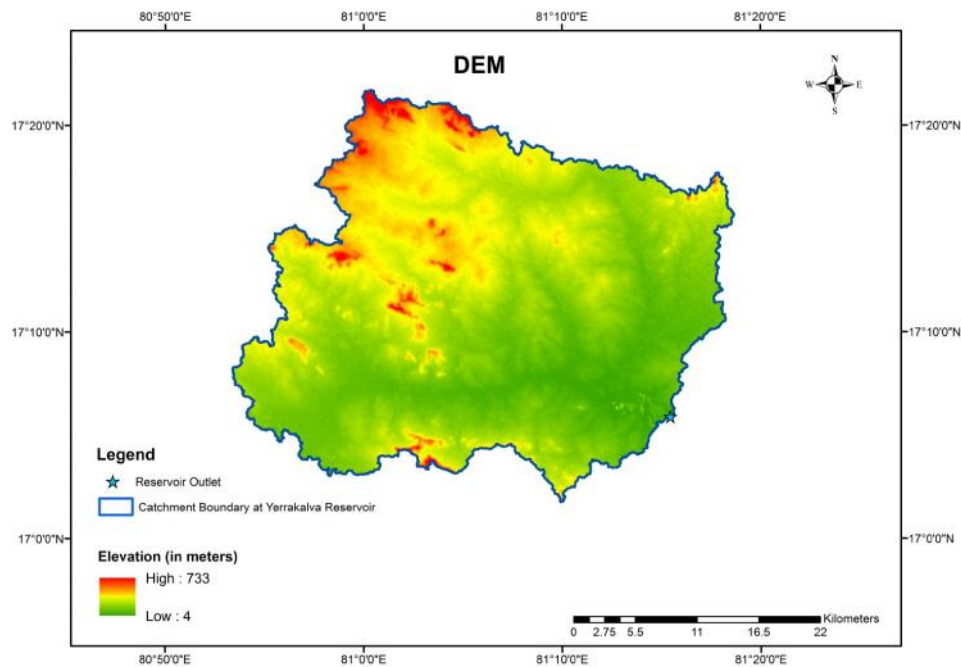 80°50'0"E 81°0'0"E 81°10'0"E 81°20'0"E
DEM
N
W E
S
17°20'0"N 17°20'0"N
17°10'0"N 17°10'0"N
Legend
Reservoir Outlet
Catchment Boundary at Yerrakalva Reservoir
17°0'0"N 17°0'0"N
Elevation (in meters)
High : 733
Low : 4
Kilometers
0 2.75 5.5 11 16.5 22
80°50'0"E 81°0'0"E 81°10'0"E 81°20'0"E